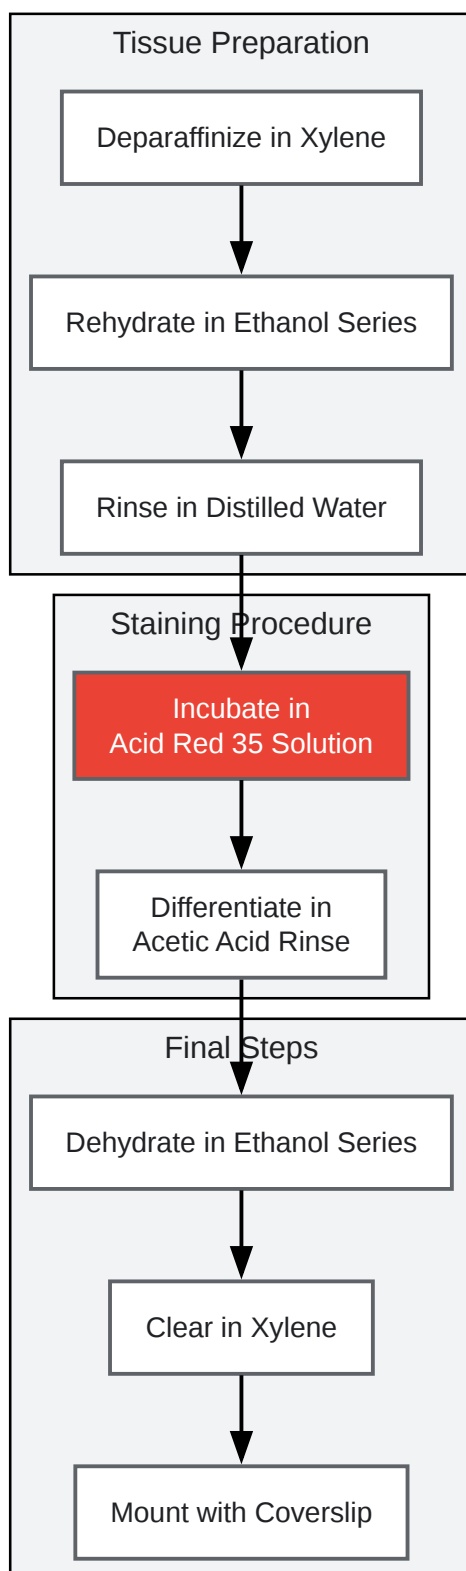 Tissue Preparation
Deparaffinize in Xylene
Rehydrate in Ethanol Series
Rinse in Distilled Water
Staining Procedure
Incubate in
Acid Red 35 Solution
Differentiate in
Acetic Acid Rinse
Final Steps
Dehydrate in Ethanol Series
Clear in Xylene
Mount with Coverslip